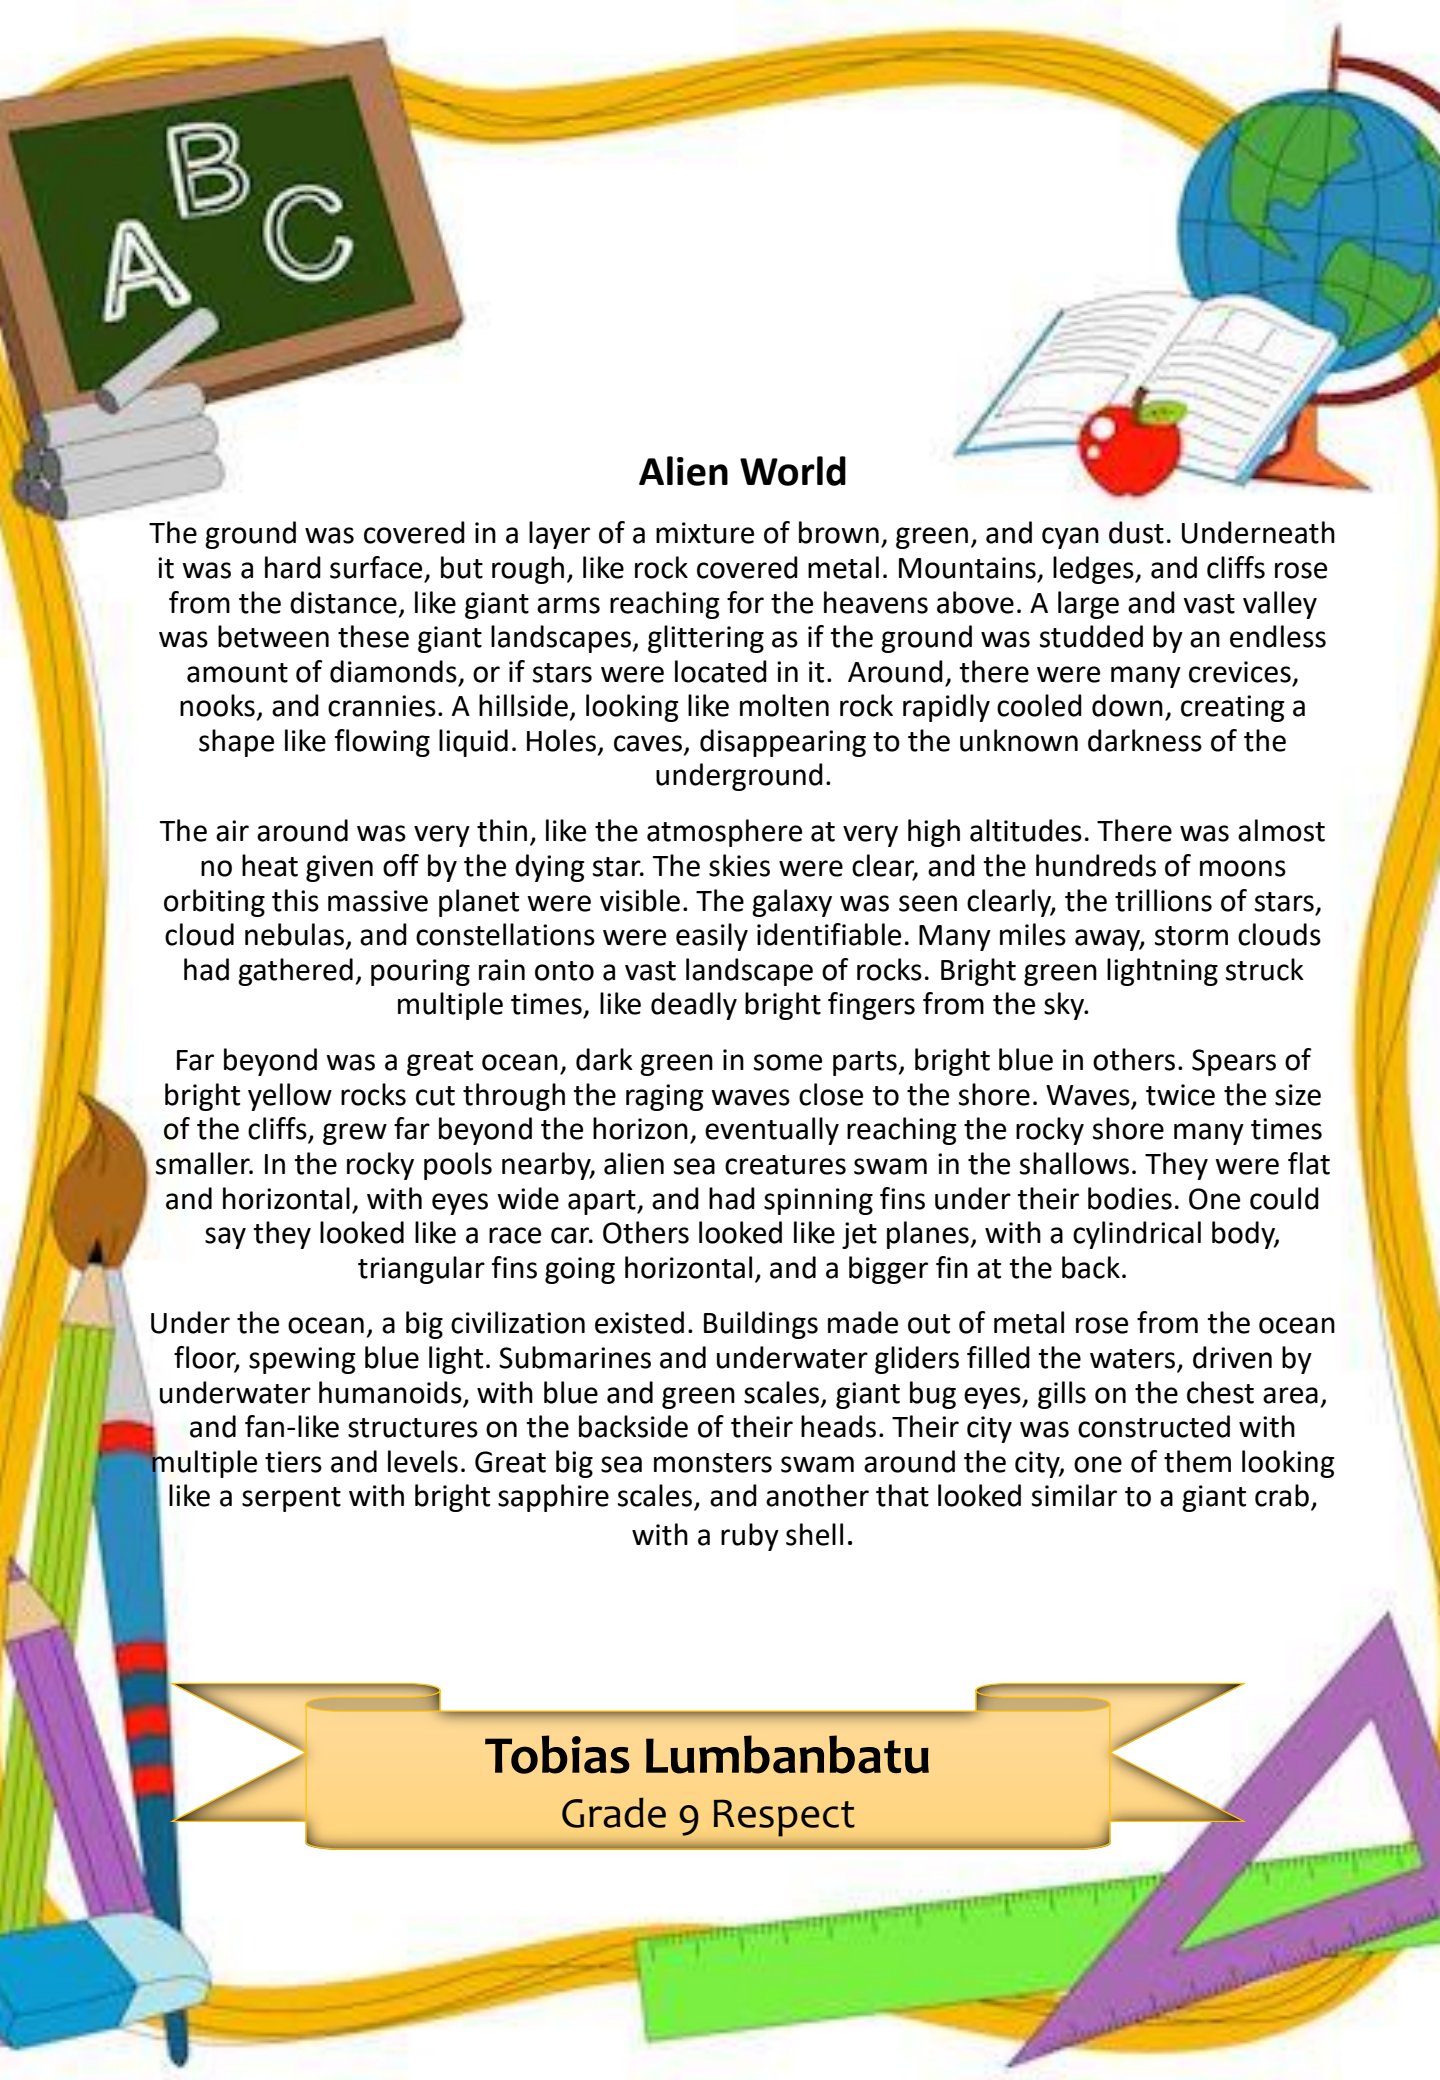 B
A C
Alien World
The ground was covered in a layer of a mixture of brown, green, and cyan dust. Underneath
it was a hard surface, but rough, like rock covered metal. Mountains, ledges, and cliffs rose
from the distance, like giant arms reaching for the heavens above. A large and vast valley
was between these giant landscapes, glittering as if the ground was studded by an endless
amount of diamonds, or if stars were located in it.  Around, there were many crevices,
nooks, and crannies. A hillside, looking like molten rock rapidly cooled down, creating a
shape like flowing liquid. Holes, caves, disappearing to the unknown darkness of the
underground.
The air around was very thin, like the atmosphere at very high altitudes. There was almost
no heat given off by the dying star. The skies were clear, and the hundreds of moons
orbiting this massive planet were visible. The galaxy was seen clearly, the trillions of stars,
cloud nebulas, and constellations were easily identifiable. Many miles away, storm clouds
had gathered, pouring rain onto a vast landscape of rocks. Bright green lightning struck
multiple times, like deadly bright fingers from the sky.
Far beyond was a great ocean, dark green in some parts, bright blue in others. Spears of
bright yellow rocks cut through the raging waves close to the shore. Waves, twice the size
of the cliffs, grew far beyond the horizon, eventually reaching the rocky shore many times
smaller. In the rocky pools nearby, alien sea creatures swam in the shallows. They were flat
and horizontal, with eyes wide apart, and had spinning fins under their bodies. One could
say they looked like a race car. Others looked like jet planes, with a cylindrical body,
triangular fins going horizontal, and a bigger fin at the back.
Under the ocean, a big civilization existed. Buildings made out of metal rose from the ocean
floor, spewing blue light. Submarines and underwater gliders filled the waters, driven by
underwater humanoids, with blue and green scales, giant bug eyes, gills on the chest area,
and fan-like structures on the backside of their heads. Their city was constructed with
multiple tiers and levels. Great big sea monsters swam around the city, one of them looking
like a serpent with bright sapphire scales, and another that looked similar to a giant crab,
with a ruby shell.
Tobias Lumbanbatu
Grade 9 Respect